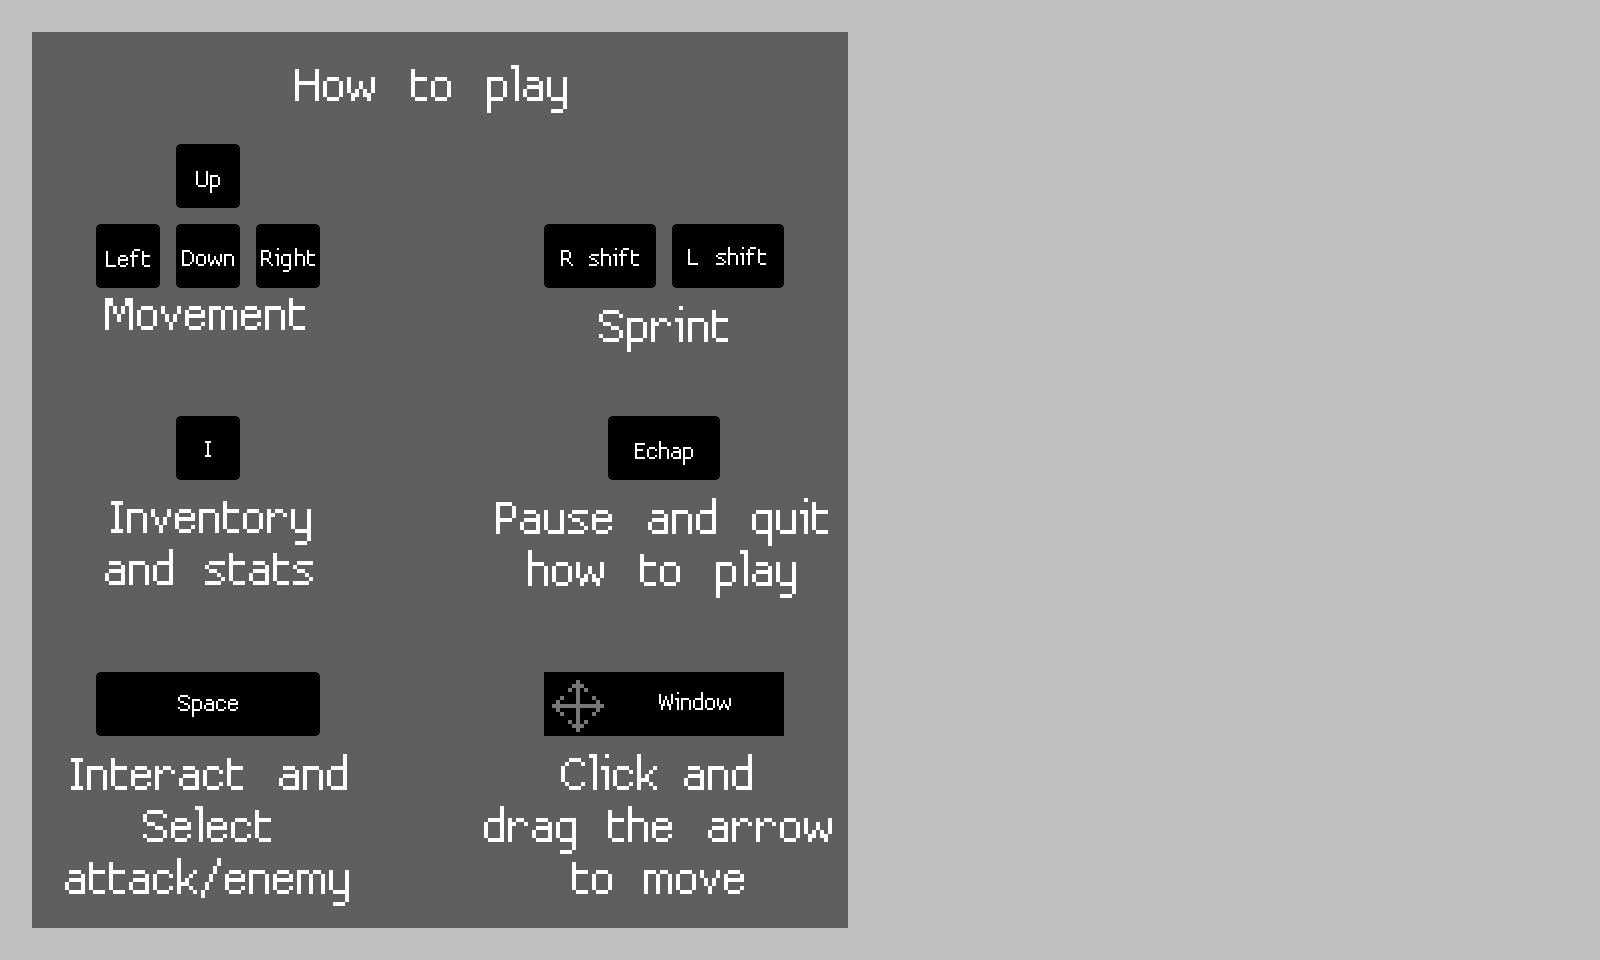 How to play
Up
Left Down Right
Movement
R shift L shift
Sprint
I
Inventory
and stats
Echap
Pause and quit
how to play
Space
Interact and
Select
attack/enemy
Window
Click and
drag the arrow
to move